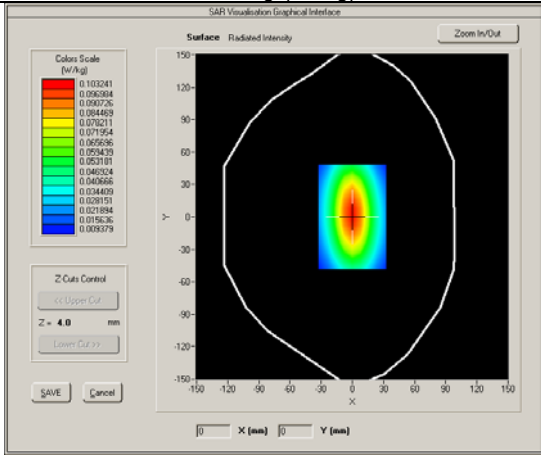 SAR Visualisation Graphical Interface
Surface Radiated Intensity
Zoom In/Out
Colors Scale
(W/kg)
0.103241
0.096984
0.090726
0.084469
0.078211
0.071954
0.065696
0.059439
0.053181
0.046924
0.040666
0.034409
0.028151
0.021894
0.015636
0.009379
150
120
90
60
30
0
-30
-60
-90
-120
-150
Y
-150 -120 -90 -60 -30 0 30 60 90 120 150
X
Z Cuts Control
<< Upper Cut
Z = 4.0 mm
Lower Cut >>
SAVE Cancel
0 X (mm) 0 Y (mm)